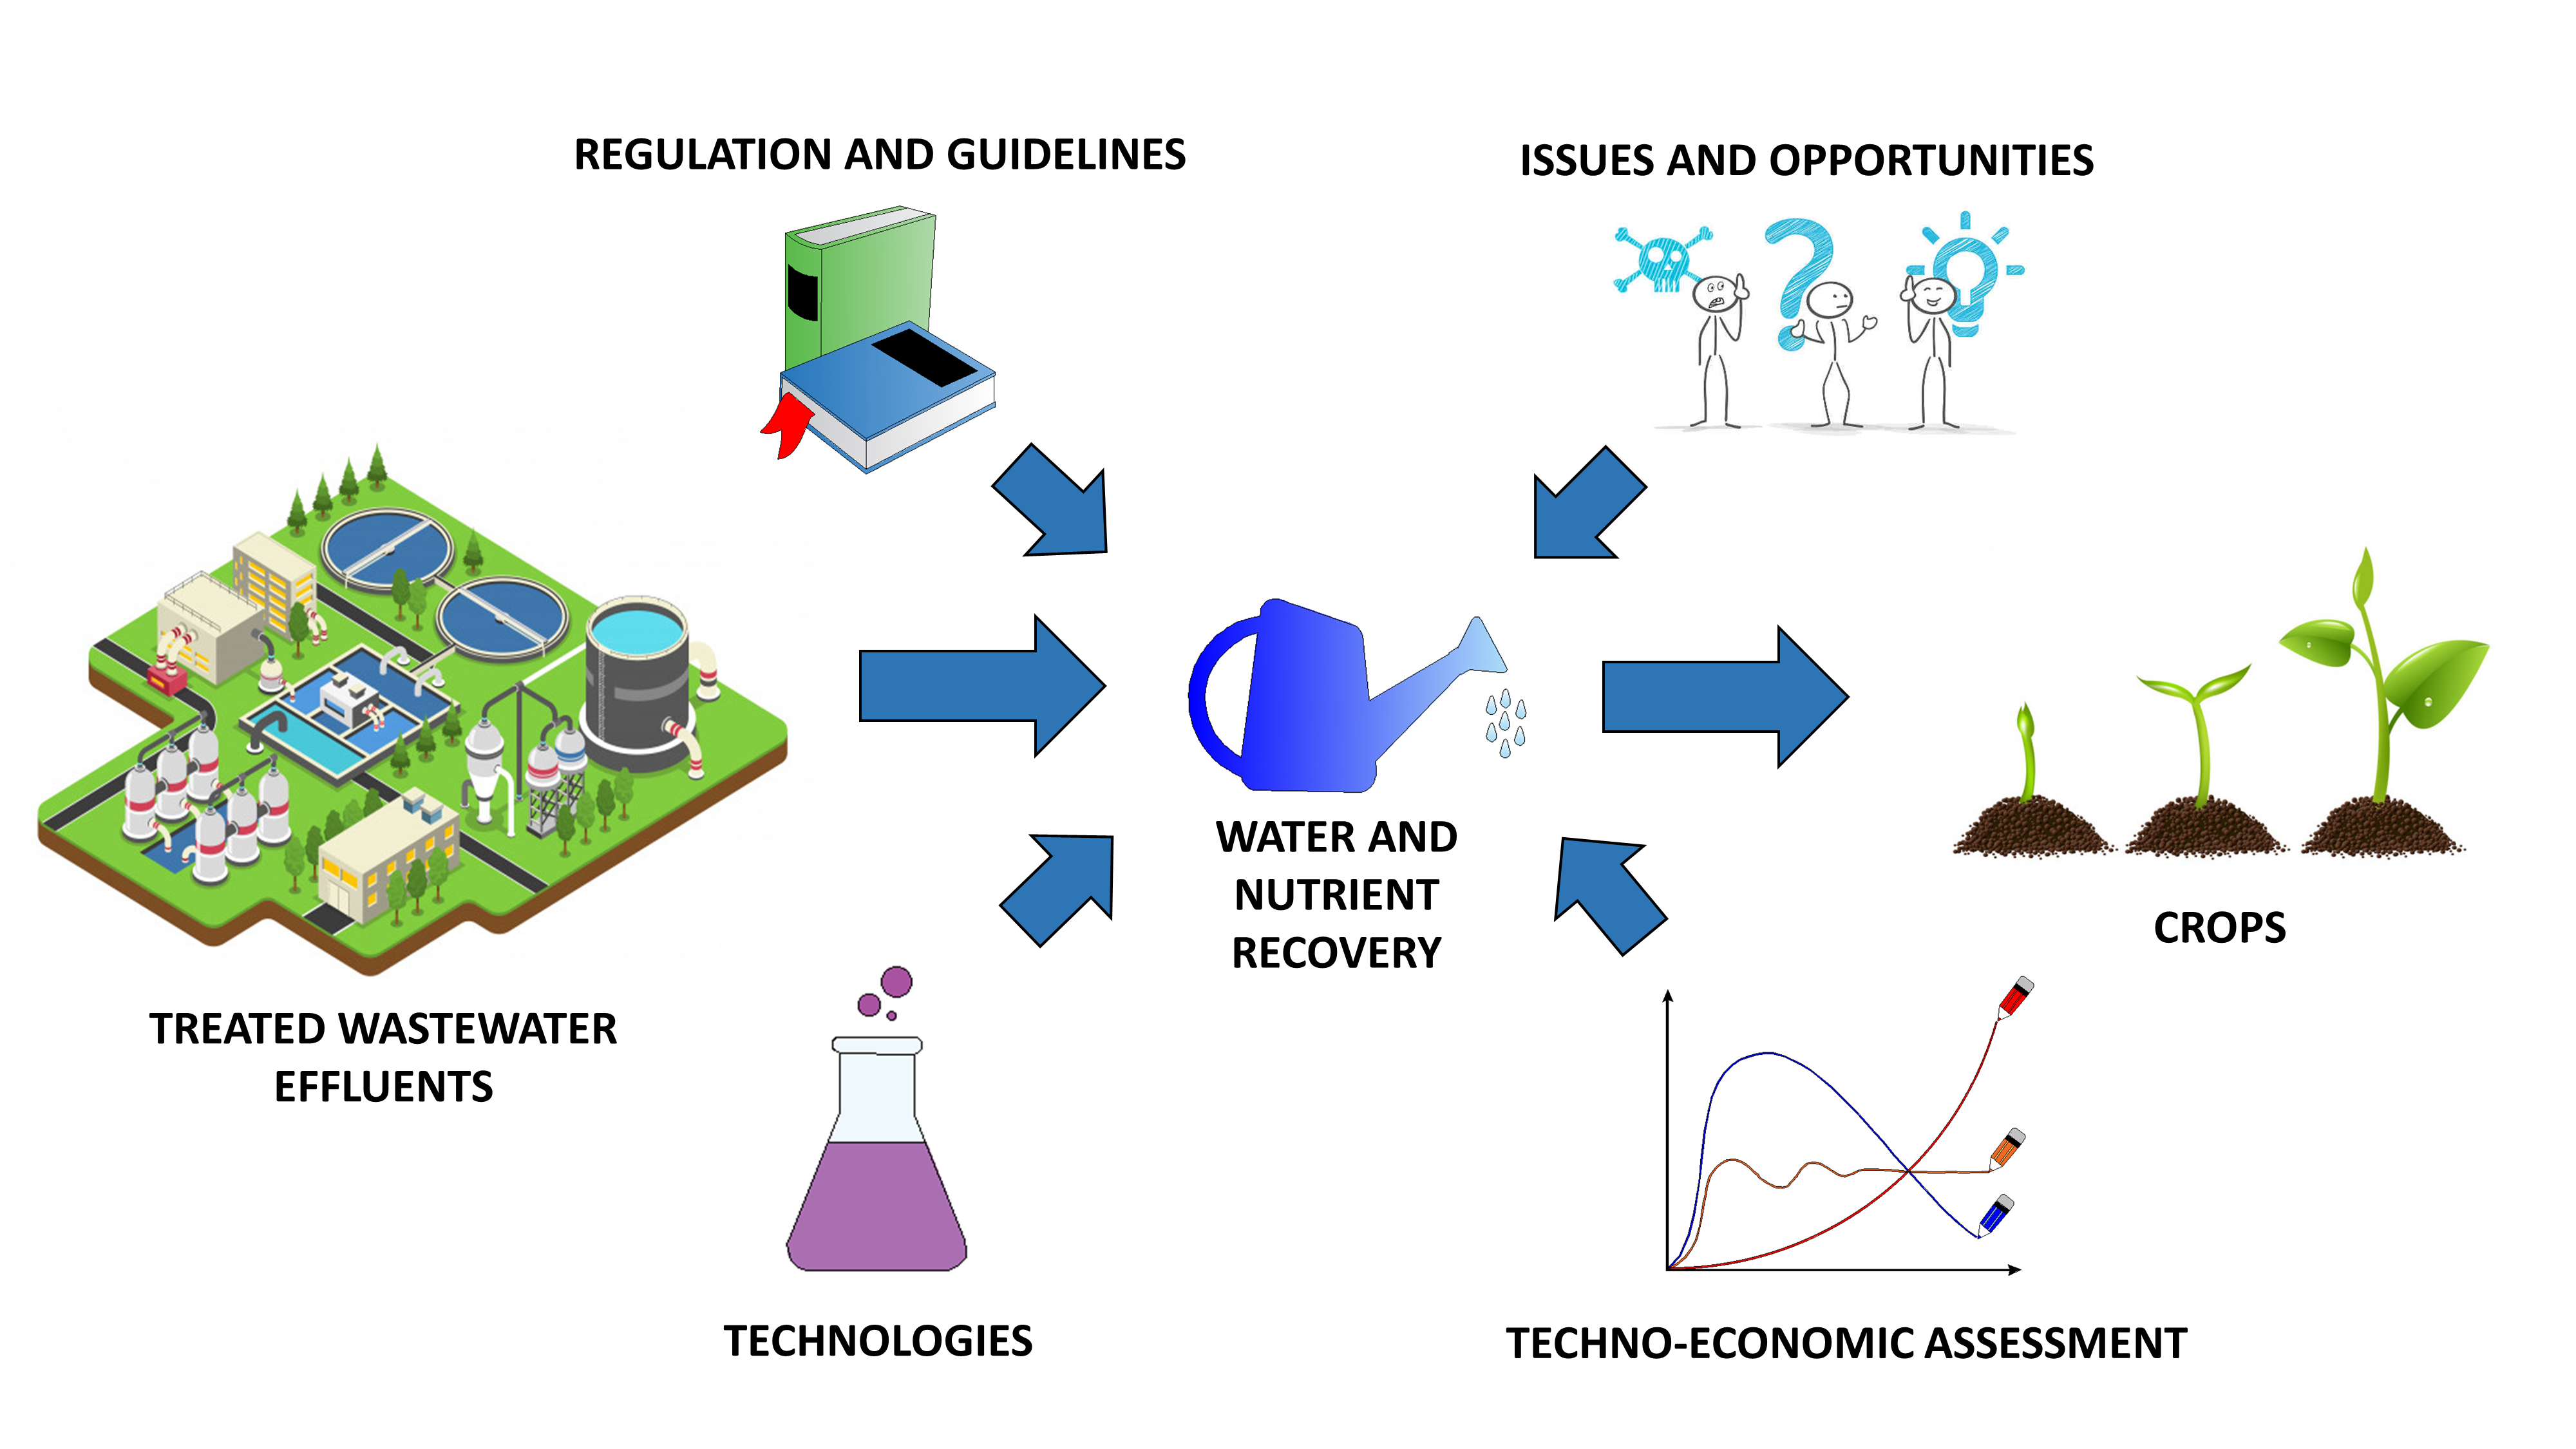 REGULATION AND GUIDELINES
ISSUES AND OPPORTUNITIES
WATER AND
NUTRIENT
RECOVERY
CROPS
TREATED WASTEWATER
EFFLUENTS
TECHNOLOGIES
TECHNO-ECONOMIC ASSESSMENT